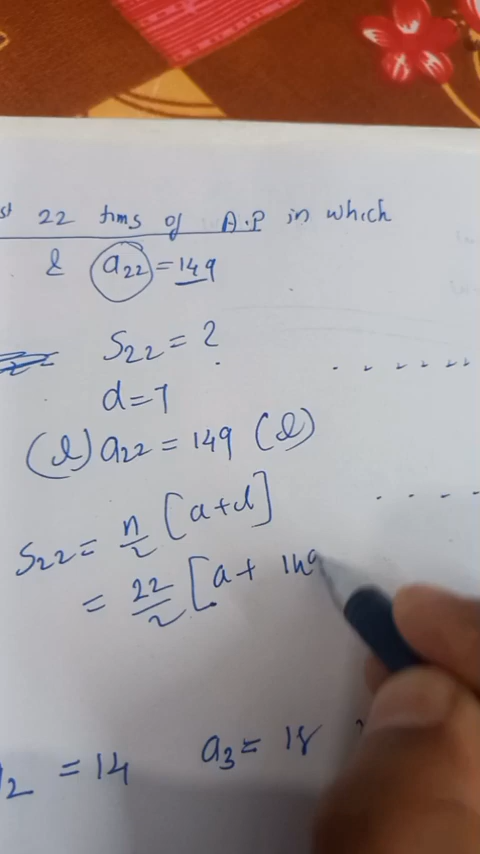 st 22 tms of A.P in which
& a22 = 149
S22 = ?
d = 7
(l) a22 = 149 (l)
S22 = n/2 [a+l]
= 22/2 [a + 149
2 = 14 a3 = 18